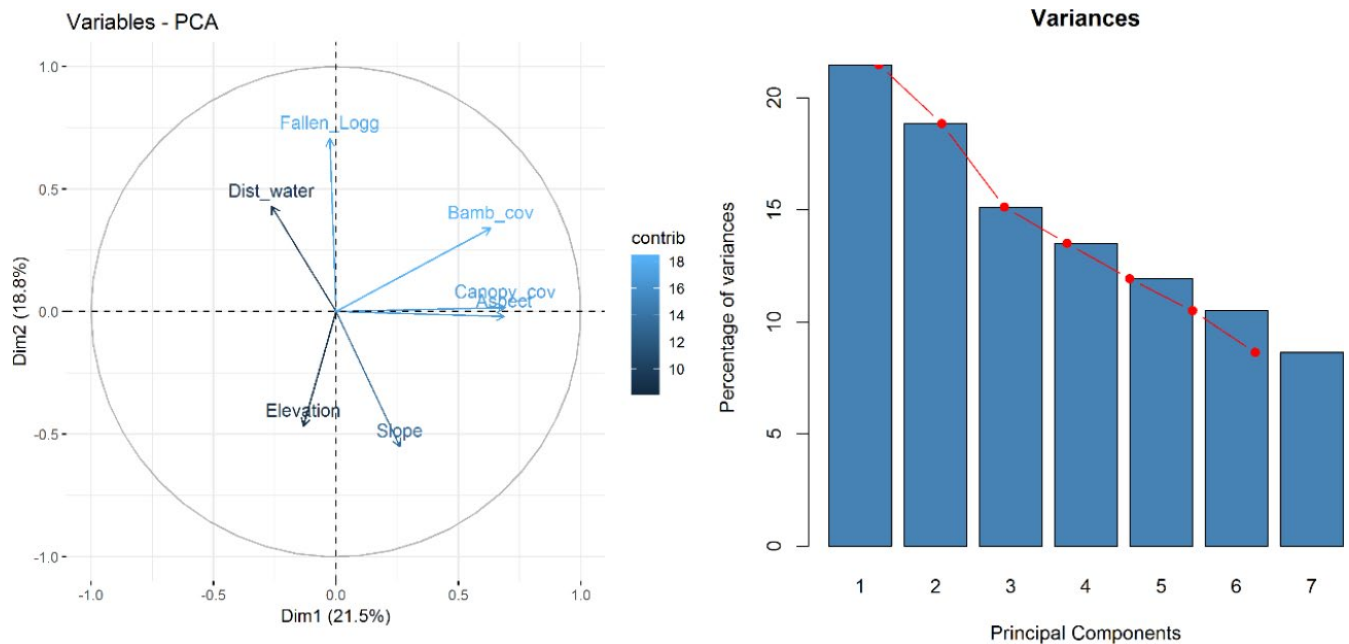 Variables - PCA
1.0
0.5
0.0
-0.5
-1.0
Dim2 (18.8%)
Fallen_Logg
Dist_water
Bamb_cov
Canopy_cov
Aspect
Elevation
Slope
-1.0 -0.5 0.0 0.5 1.0
Dim1 (21.5%)
contrib
18
16
14
12
10
Variances
Percentage of variances
20
15
10
5
0
1 2 3 4 5 6 7
Principal Components